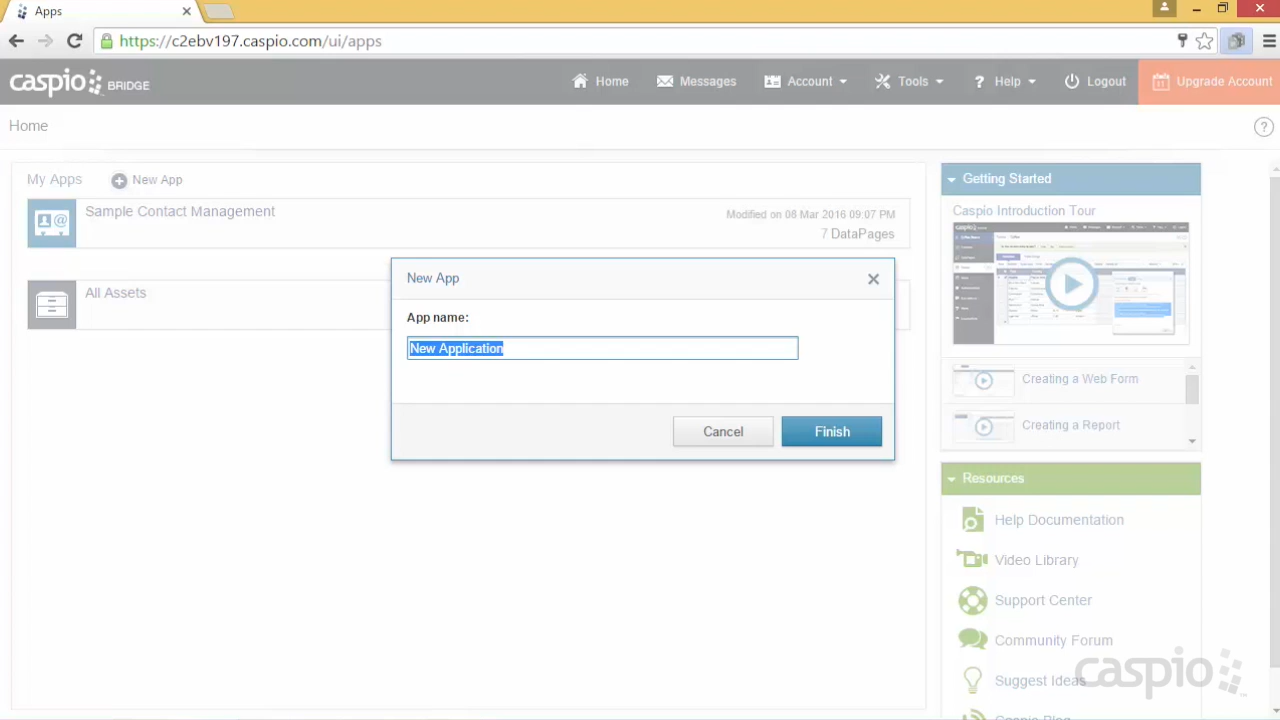 Apps
https://c2ebv197.caspio.com/ui/apps
caspio BRIDGE
Home
Messages
Account
Tools
? Help
Logout
Upgrade Account
Home
?
My Apps
New App
Sample Contact Management
Modified on 08 Mar 2016 09:07 PM
7 DataPages
All Assets
New App
App name:
New Application
Cancel
Finish
Getting Started
Caspio Introduction Tour
Creating a Web Form
Creating a Report
Resources
Help Documentation
Video Library
Support Center
Community Forum
Suggest Ideas
Caspio Blog
caspio